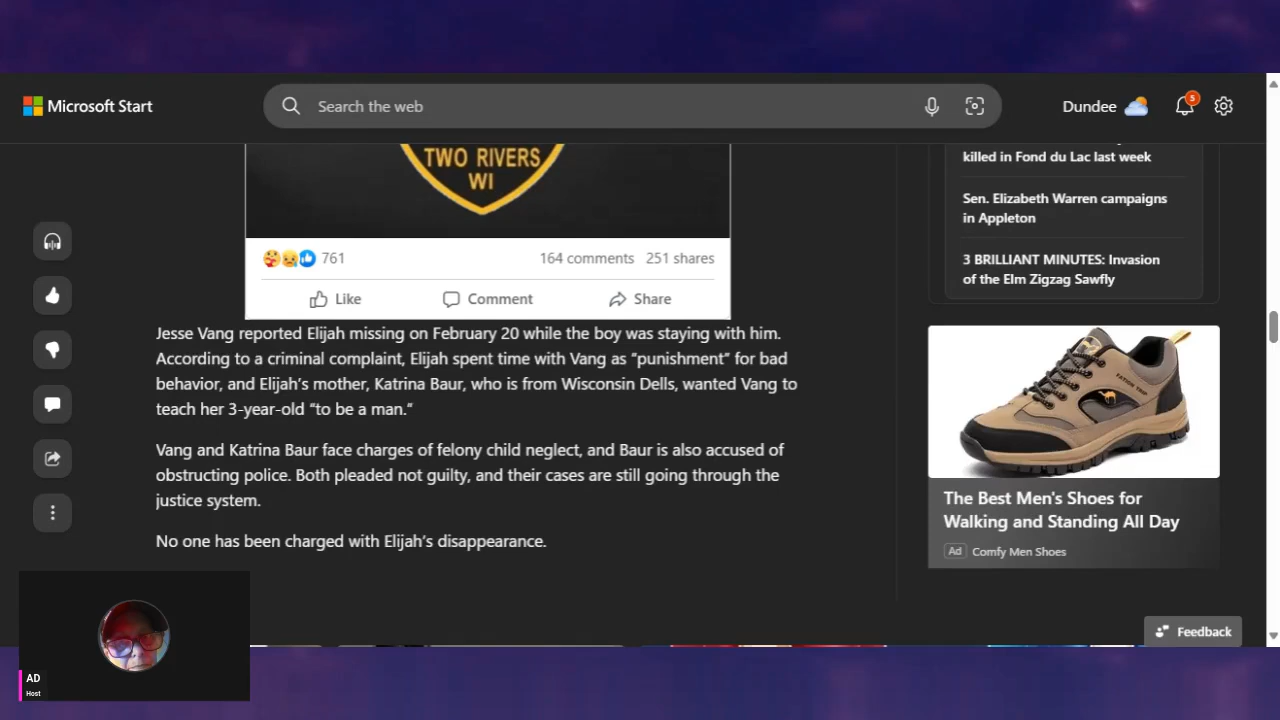 Microsoft Start
Search the web
Dundee
5
TWO RIVERS
WI
761
164 comments 251 shares
Like
Comment
Share
Jesse Vang reported Elijah missing on February 20 while the boy was staying with him.
According to a criminal complaint, Elijah spent time with Vang as “punishment” for bad
behavior, and Elijah’s mother, Katrina Baur, who is from Wisconsin Dells, wanted Vang to
teach her 3-year-old “to be a man.”
Vang and Katrina Baur face charges of felony child neglect, and Baur is also accused of
obstructing police. Both pleaded not guilty, and their cases are still going through the
justice system.
No one has been charged with Elijah’s disappearance.
killed in Fond du Lac last week
Sen. Elizabeth Warren campaigns
in Appleton
3 BRILLIANT MINUTES: Invasion
of the Elm Zigzag Sawfly
FATION TRIP
The Best Men's Shoes for
Walking and Standing All Day
Ad Comfy Men Shoes
Feedback
AD
Host